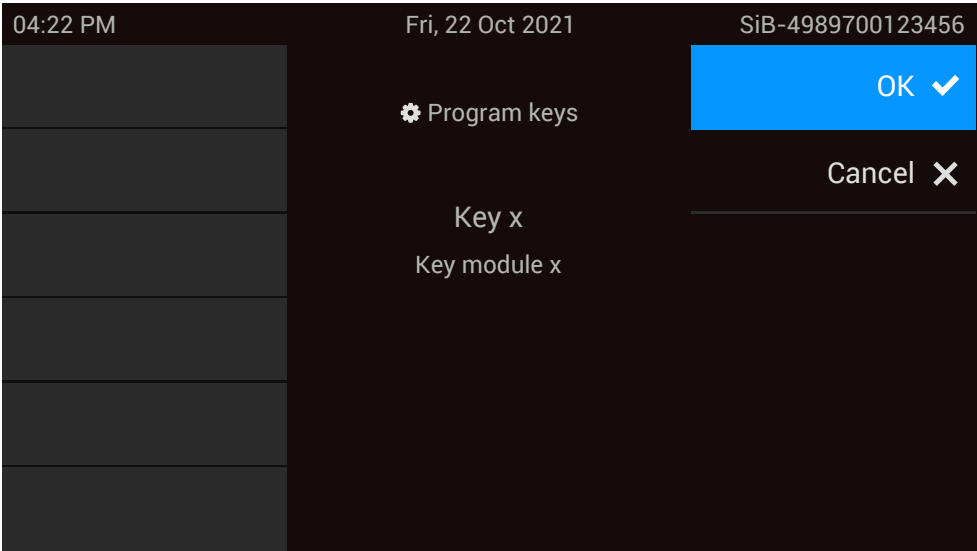 04:22 PM Fri, 22 Oct 2021 SiB-4989700123456
OK
Program keys
Cancel
Key x
Key module x